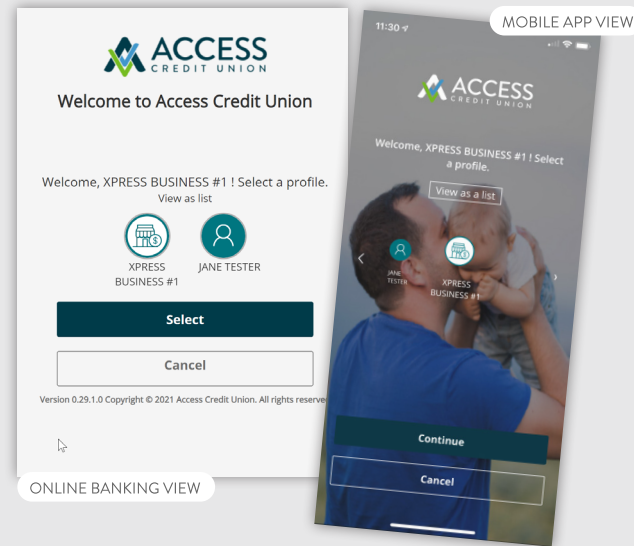 ACCESS
CREDIT UNION
Welcome to Access Credit Union
Welcome, XPRESS BUSINESS #1 ! Select a profile.
View as list
XPRESS
BUSINESS #1
JANE TESTER
Select
Cancel
Version 0.29.1.0 Copyright © 2021 Access Credit Union. All rights reserve
ONLINE BANKING VIEW
MOBILE APP VIEW
11:30
ACCESS
CREDIT UNION
Welcome, XPRESS BUSINESS #1 ! Select
a profile.
View as a list
JANE
TESTER
XPRESS
BUSINESS #1
Continue
Cancel